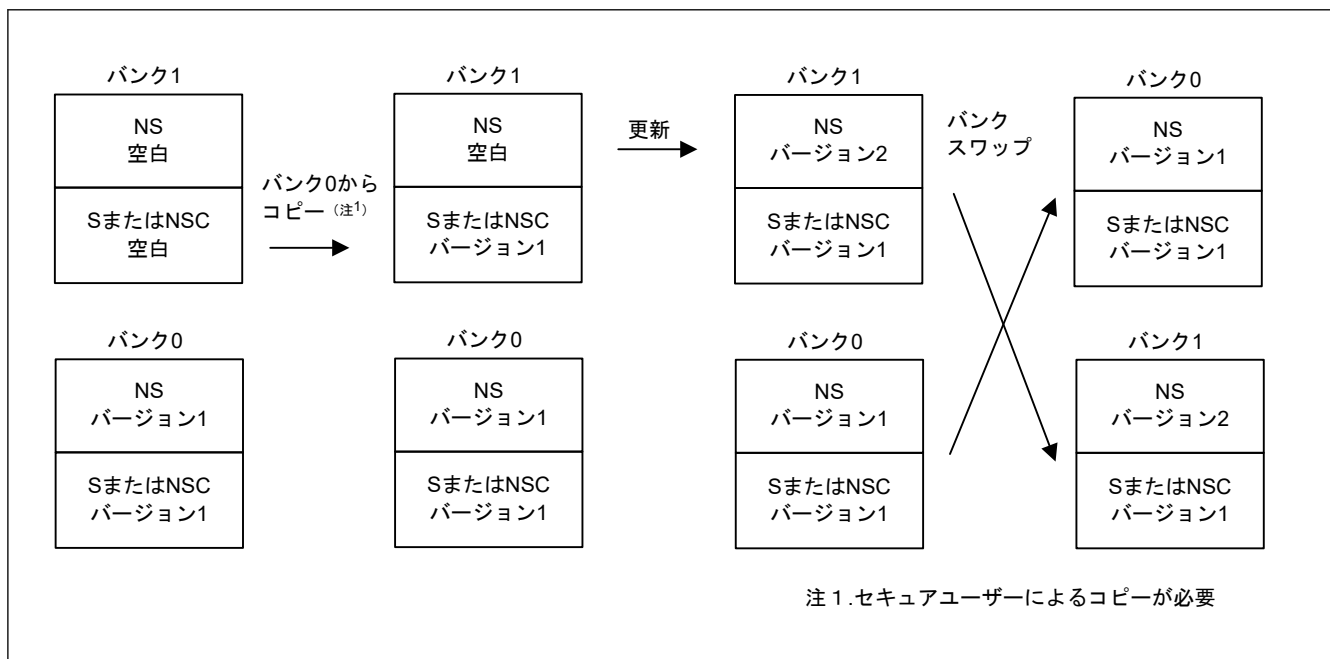 バンク1
NS
空白
SまたはNSC
空白
バンク0
NS
バージョン1
SまたはNSC
バージョン1
バンク0から
コピー（注1）
バンク1
NS
空白
SまたはNSC
バージョン1
バンク0
NS
バージョン1
SまたはNSC
バージョン1
更新
バンク1
NS
バージョン2
SまたはNSC
バージョン1
バンク0
NS
バージョン1
SまたはNSC
バージョン1
バンク
スワップ
バンク0
NS
バージョン1
SまたはNSC
バージョン1
バンク1
NS
バージョン2
SまたはNSC
バージョン1
注１.セキュアユーザーによるコピーが必要